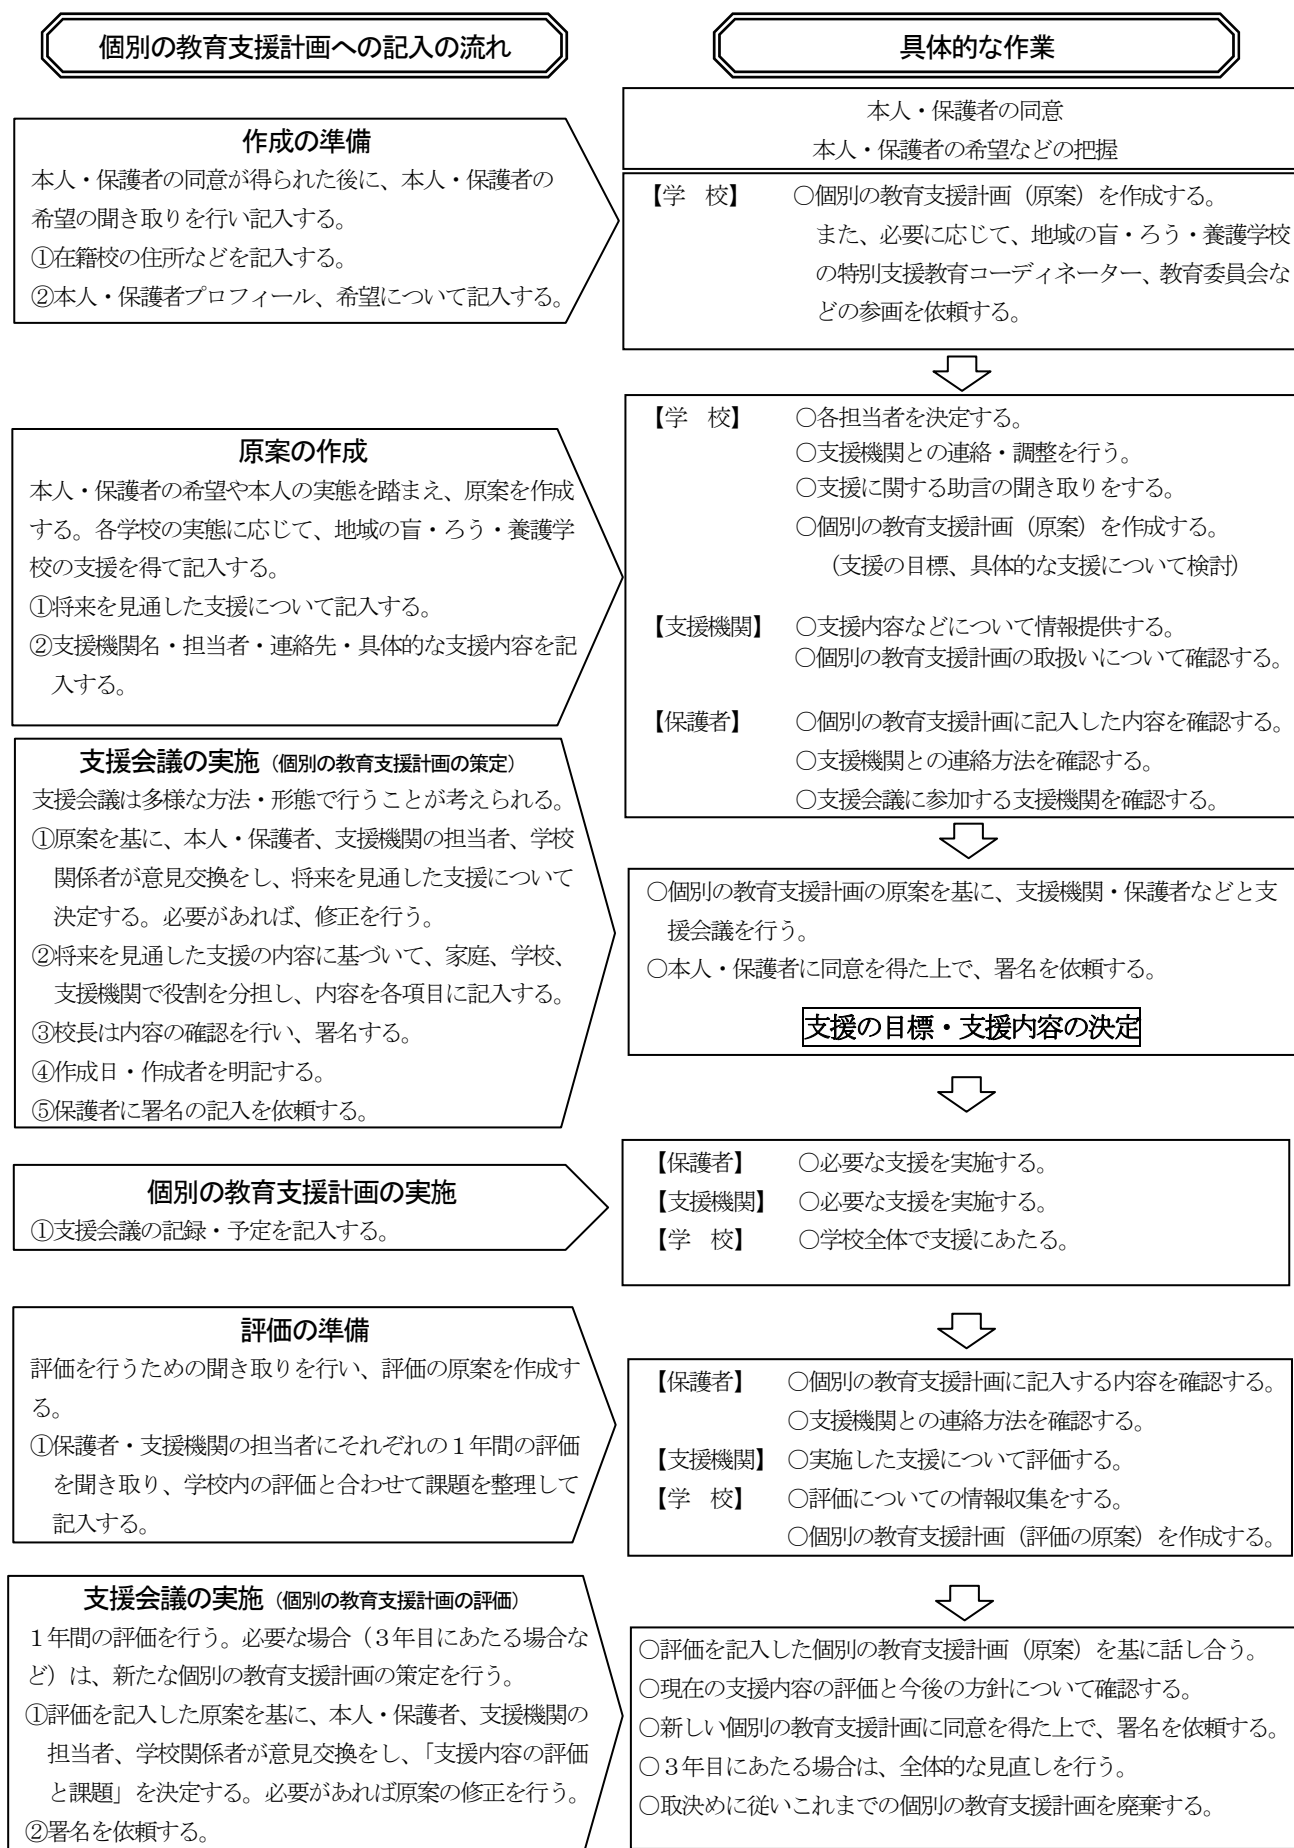 個別の教育支援計画への記入の流れ
具体的な作業
作成の準備
本人・保護者の同意が得られた後に、本人・保護者の
希望の聞き取りを行い記入する。
①在籍校の住所などを記入する。
②本人・保護者プロフィール、希望について記入する。
本人・保護者の同意
本人・保護者の希望などの把握
【学　校】　○個別の教育支援計画（原案）を作成する。
また、必要に応じて、地域の盲・ろう・養護学校
の特別支援教育コーディネーター、教育委員会な
どの参画を依頼する。
原案の作成
本人・保護者の希望や本人の実態を踏まえ、原案を作成
する。各学校の実態に応じて、地域の盲・ろう・養護学
校の支援を得て記入する。
①将来を見通した支援について記入する。
②支援機関名・担当者・連絡先・具体的な支援内容を記
入する。
【学　校】　○各担当者を決定する。
○支援機関との連絡・調整を行う。
○支援に関する助言の聞き取りをする。
○個別の教育支援計画（原案）を作成する。
（支援の目標、具体的な支援について検討）
【支援機関】　○支援内容などについて情報提供する。
○個別の教育支援計画の取扱いについて確認する。
【保護者】　○個別の教育支援計画に記入した内容を確認する。
○支援機関との連絡方法を確認する。
○支援会議に参加する支援機関を確認する。
支援会議の実施（個別の教育支援計画の策定）
支援会議は多様な方法・形態で行うことが考えられる。
①原案を基に、本人・保護者、支援機関の担当者、学校
関係者が意見交換をし、将来を見通した支援について
決定する。必要があれば、修正を行う。
②将来を見通した支援の内容に基づいて、家庭、学校、
支援機関で役割を分担し、内容を各項目に記入する。
③校長は内容の確認を行い、署名する。
④作成日・作成者を明記する。
⑤保護者に署名の記入を依頼する。
○個別の教育支援計画の原案を基に、支援機関・保護者などと支
援会議を行う。
○本人・保護者に同意を得た上で、署名を依頼する。
支援の目標・支援内容の決定
個別の教育支援計画の実施
①支援会議の記録・予定を記入する。
【保護者】　○必要な支援を実施する。
【支援機関】　○必要な支援を実施する。
【学　校】　○学校全体で支援にあたる。
評価の準備
評価を行うための聞き取りを行い、評価の原案を作成す
る。
①保護者・支援機関の担当者にそれぞれの１年間の評価
を聞き取り、学校内の評価と合わせて課題を整理して
記入する。
【保護者】　○個別の教育支援計画に記入する内容を確認する。
○支援機関との連絡方法を確認する。
【支援機関】　○実施した支援について評価する。
【学　校】　○評価についての情報収集をする。
○個別の教育支援計画（評価の原案）を作成する。
支援会議の実施（個別の教育支援計画の評価）
１年間の評価を行う。必要な場合（３年目にあたる場合な
ど）は、新たな個別の教育支援計画の策定を行う。
①評価を記入した原案を基に、本人・保護者、支援機関の
担当者、学校関係者が意見交換をし、「支援内容の評価
と課題」を決定する。必要があれば原案の修正を行う。
②署名を依頼する。
○評価を記入した個別の教育支援計画（原案）を基に話し合う。
○現在の支援内容の評価と今後の方針について確認する。
○新しい個別の教育支援計画に同意を得た上で、署名を依頼する。
○３年目にあたる場合は、全体的な見直しを行う。
○取決めに従いこれまでの個別の教育支援計画を廃棄する。